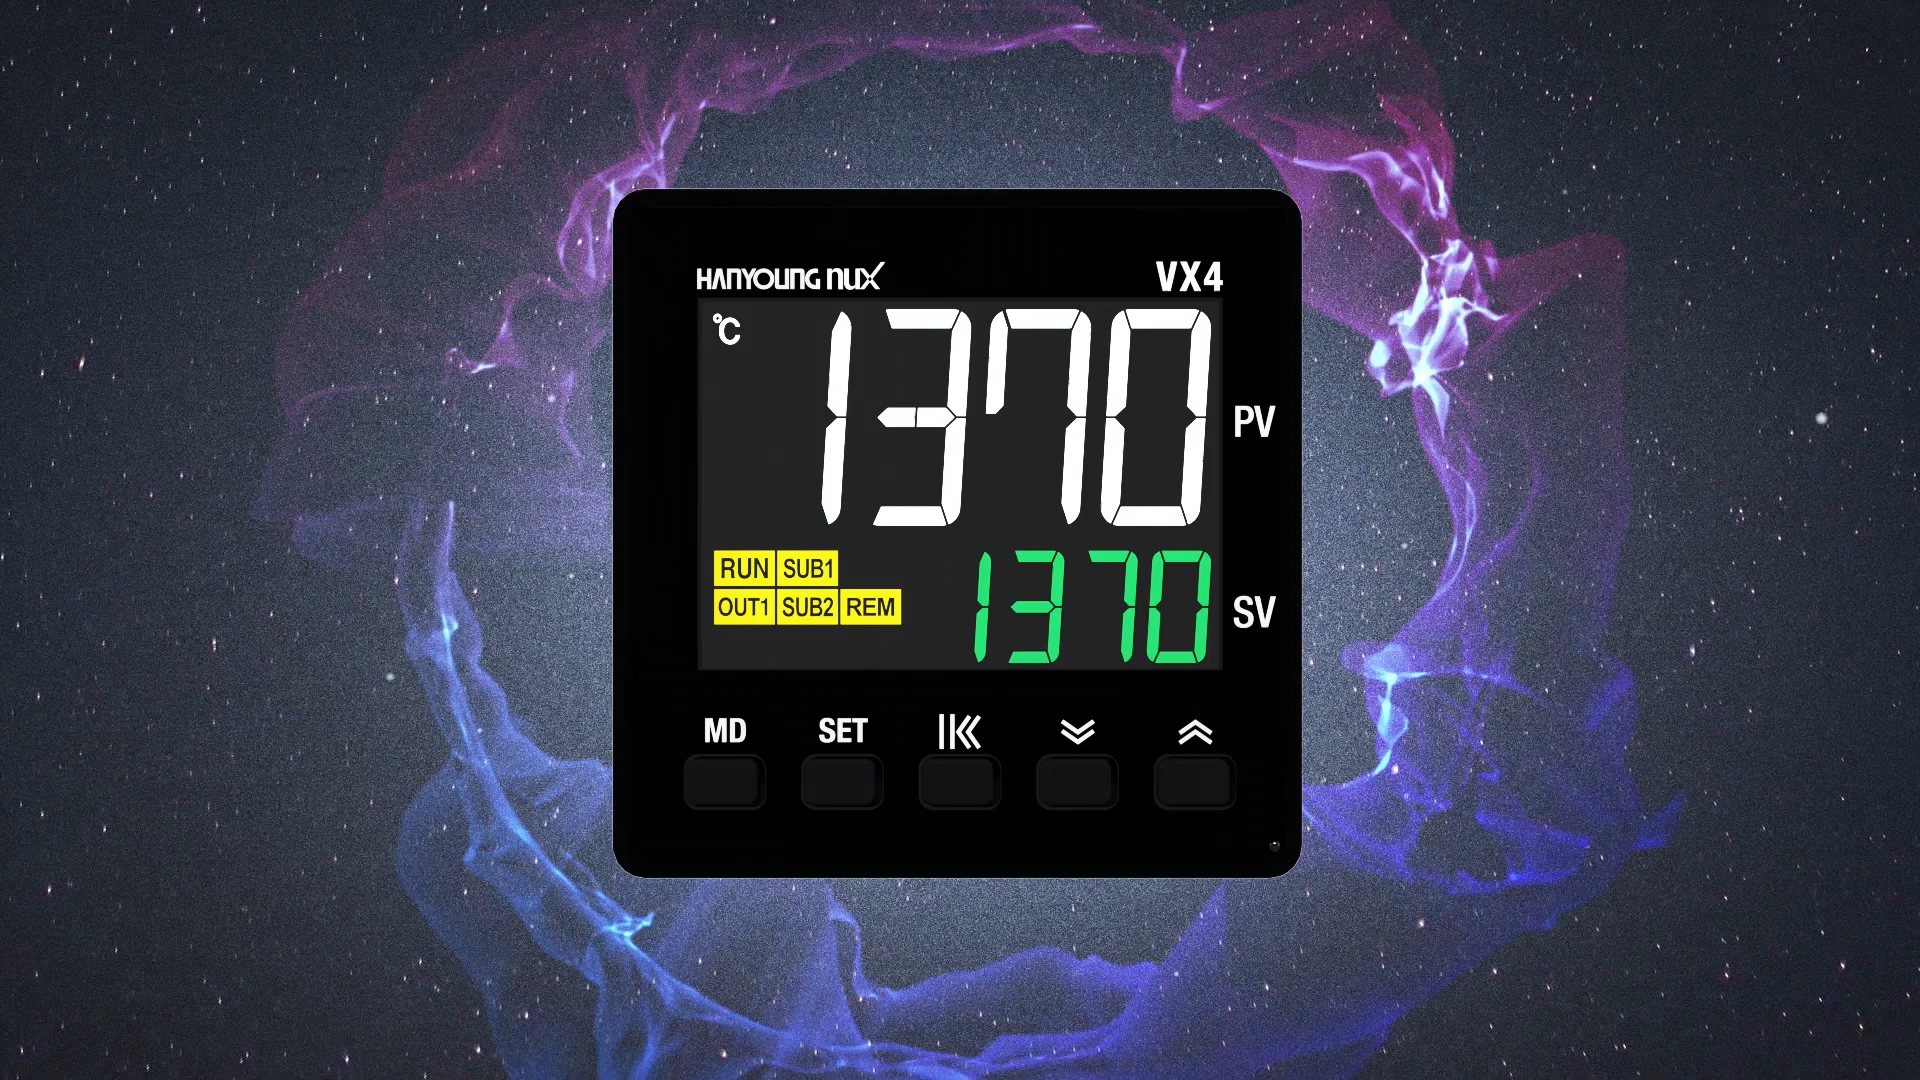 HANYOUNG NUX VX4
°C 1370 PV
RUN SUB1
OUT1 SUB2 REM
1370 SV
MD SET